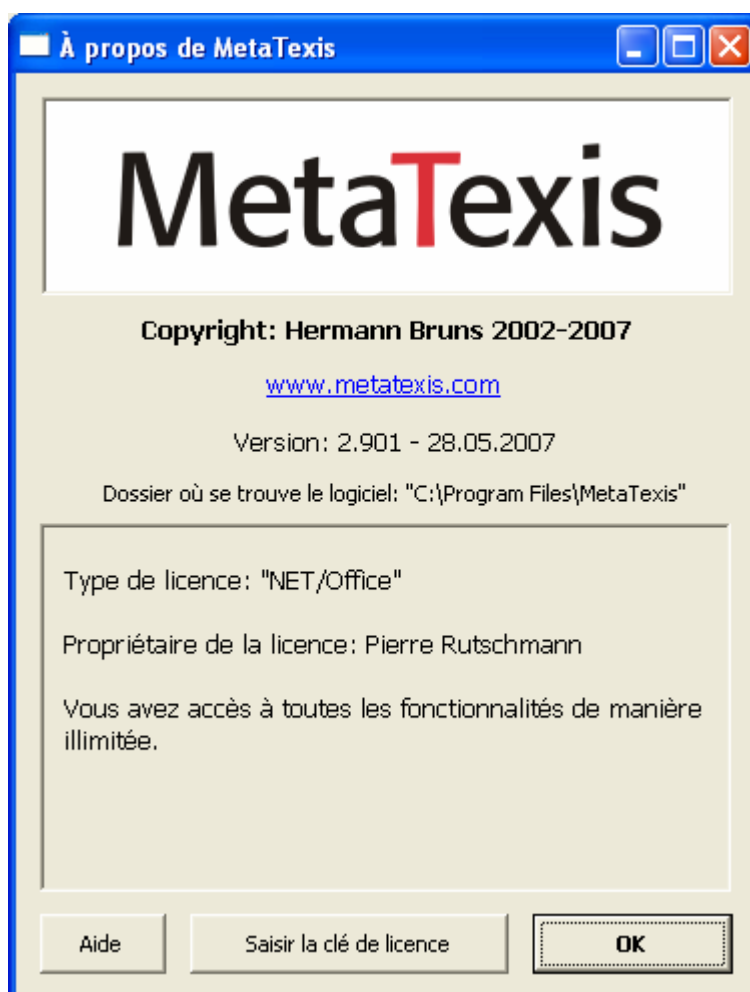 À propos de MetaTexis
MetaTexis
Copyright: Hermann Bruns 2002-2007
www.metatexis.com
Version: 2.901 - 28.05.2007
Dossier où se trouve le logiciel: "C:\Program Files\MetaTexis"
Type de licence: "NET/Office"
Propriétaire de la licence: Pierre Rutschmann
Vous avez accès à toutes les fonctionnalités de manière
illimitée.
Aide
Saisir la clé de licence
OK